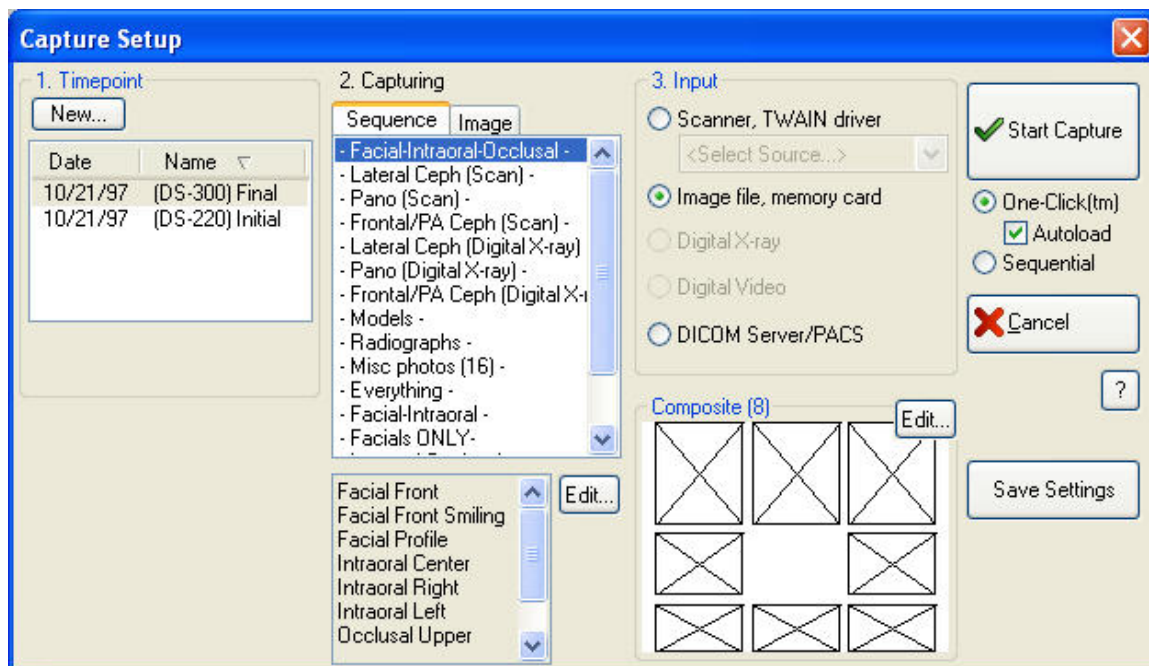 Capture Setup
1. Timepoint
New...
Date Name
10/21/97 (DS-300) Final
10/21/97 (DS-220) Initial
2. Capturing
Sequence Image
- Facial-Intraoral-Occlusal -
- Lateral Ceph (Scan) -
- Pano (Scan) -
- Frontal/PA Ceph (Scan) -
- Lateral Ceph (Digital X-ray)
- Pano (Digital X-ray) -
- Frontal/PA Ceph (Digital X-r
- Models -
- Radiographs -
- Misc photos (16) -
- Everything -
- Facial-Intraoral -
- Facials ONLY-
Facial Front
Facial Front Smiling
Facial Profile
Intraoral Center
Intraoral Right
Intraoral Left
Occlusal Upper
Edit...
3. Input
Scanner, TWAIN driver
<Select Source...>
Image file, memory card
Digital X-ray
Digital Video
DICOM Server/PACS
Composite (8)
Edit...
Start Capture
One-Click(tm)
Autoload
Sequential
Cancel
?
Save Settings